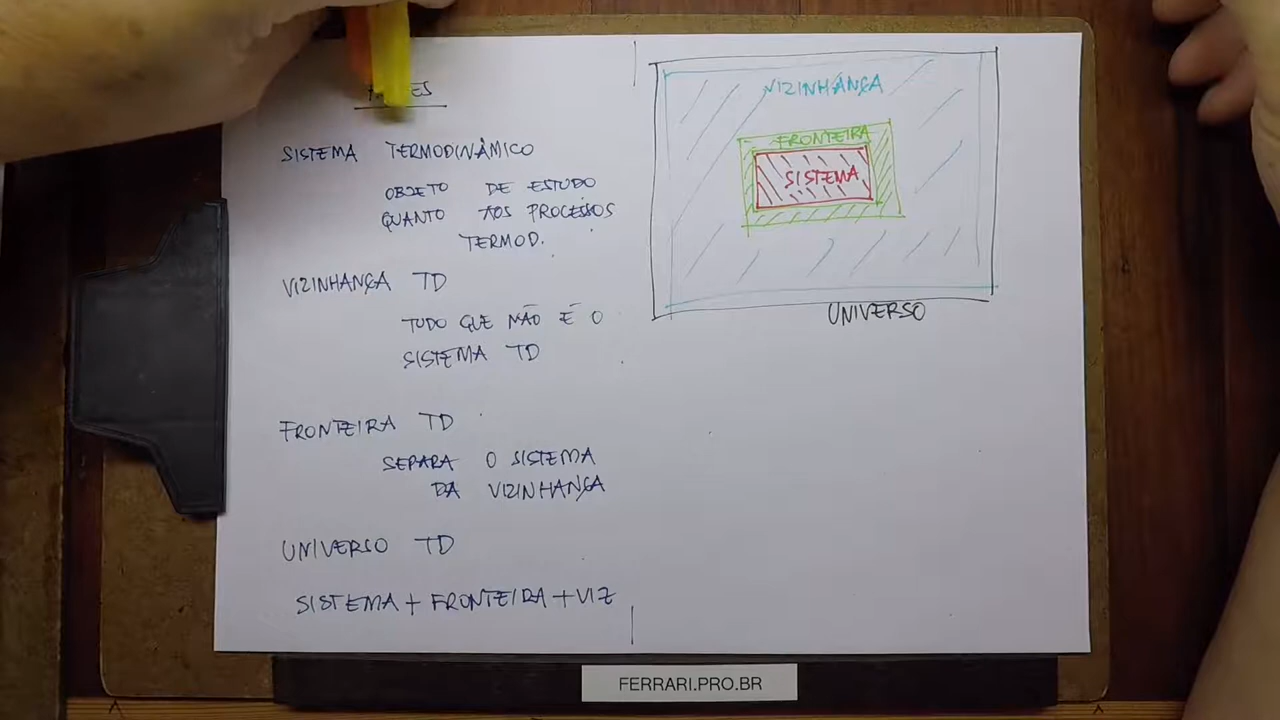 SISTEMA TERMODINÂMICO
OBJETO DE ESTUDO
QUANTO AOS PROCESSOS
TERMOD.
VIZINHANÇA TD
TUDO QUE NÃO É O
SISTEMA TD
FRONTEIRA TD
SEPARA O SISTEMA
DA VIZINHANÇA
UNIVERSO TD
SISTEMA + FRONTEIRA + VIZ
VIZINHANÇA
FRONTEIRA
SISTEMA
UNIVERSO
FERRARI.PRO.BR